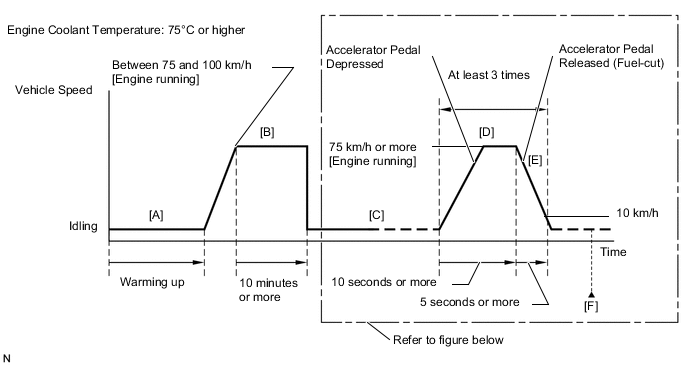 Engine Coolant Temperature: 75°C or higher
Between 75 and 100 km/h
[Engine running]
Accelerator Pedal
Depressed
Accelerator Pedal
Released (Fuel-cut)
At least 3 times
Vehicle Speed
[B]
[D]
75 km/h or more
[Engine running]
[E]
[A]
[C]
10 km/h
Idling
Time
Warming up
10 minutes
or more
10 seconds or more
5 seconds or more
[F]
Refer to figure below
N